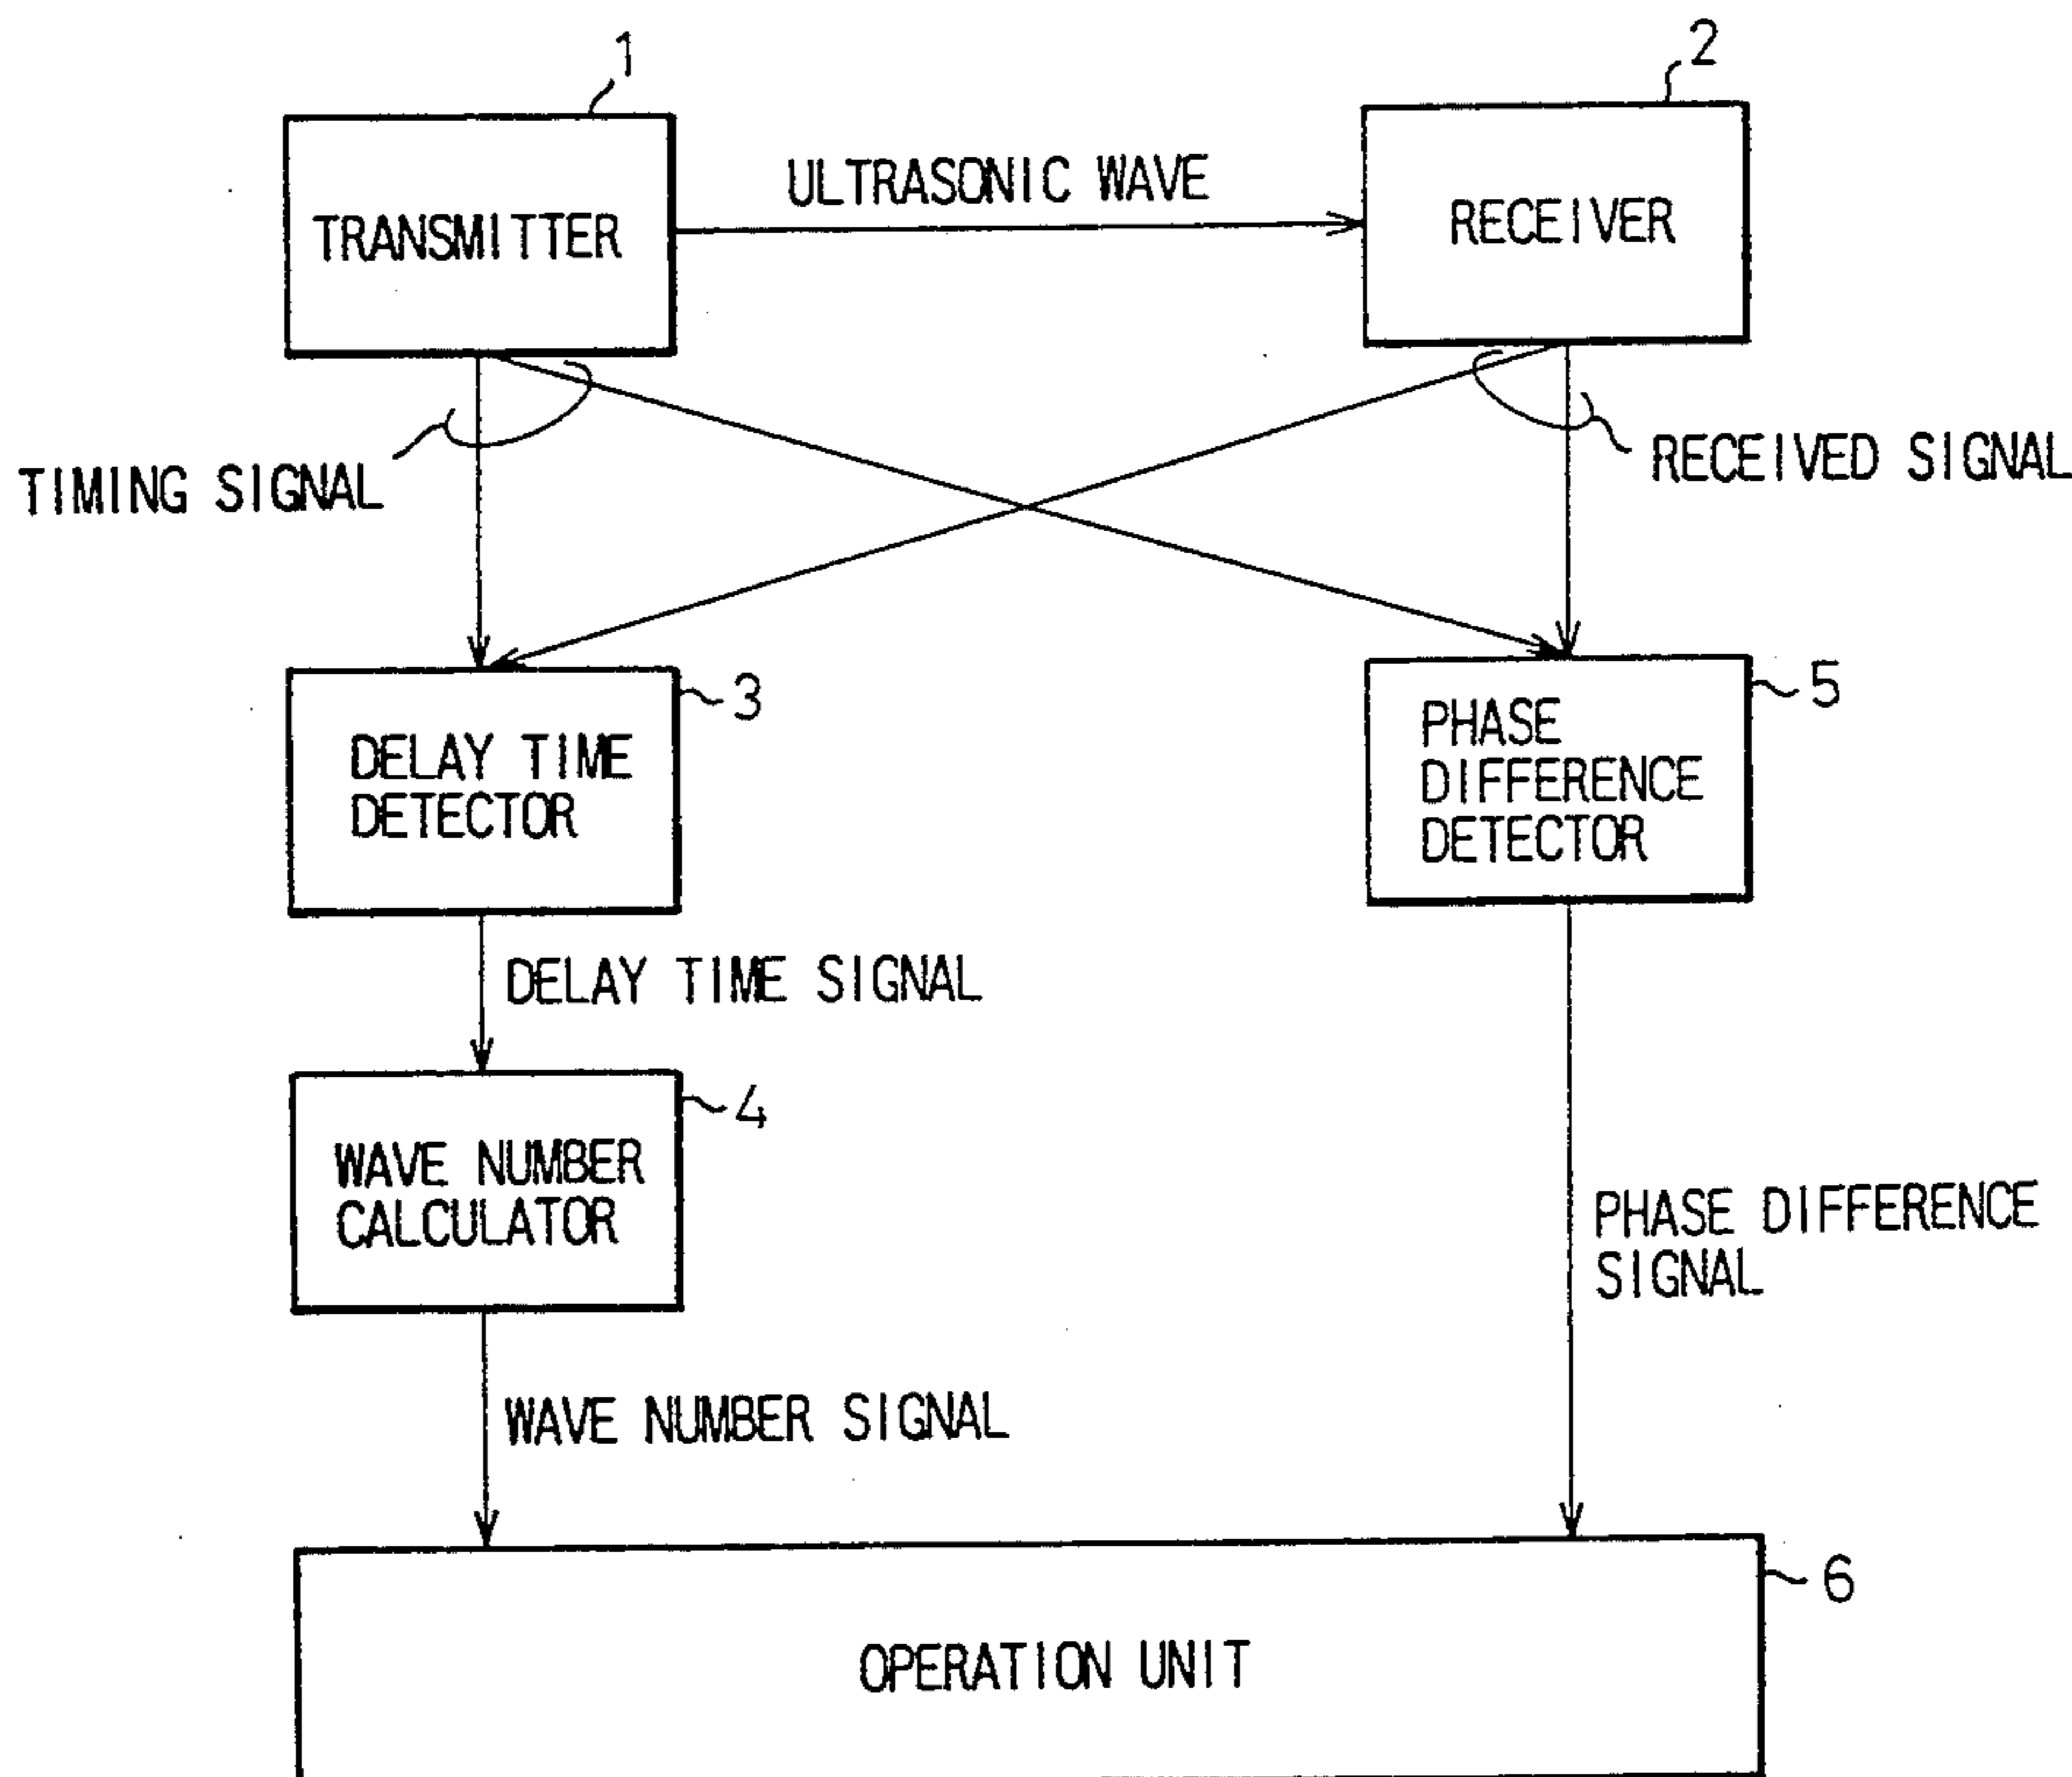 1
2
TRANSMITTER
ULTRASONIC WAVE
RECEIVER
TIMING SIGNAL
RECEIVED SIGNAL
3
DELAY TIME
DETECTOR
5
PHASE
DIFFERENCE
DETECTOR
DELAY TIME SIGNAL
4
WAVE NUMBER
CALCULATOR
PHASE DIFFERENCE
SIGNAL
WAVE NUMBER SIGNAL
6
OPERATION UNIT